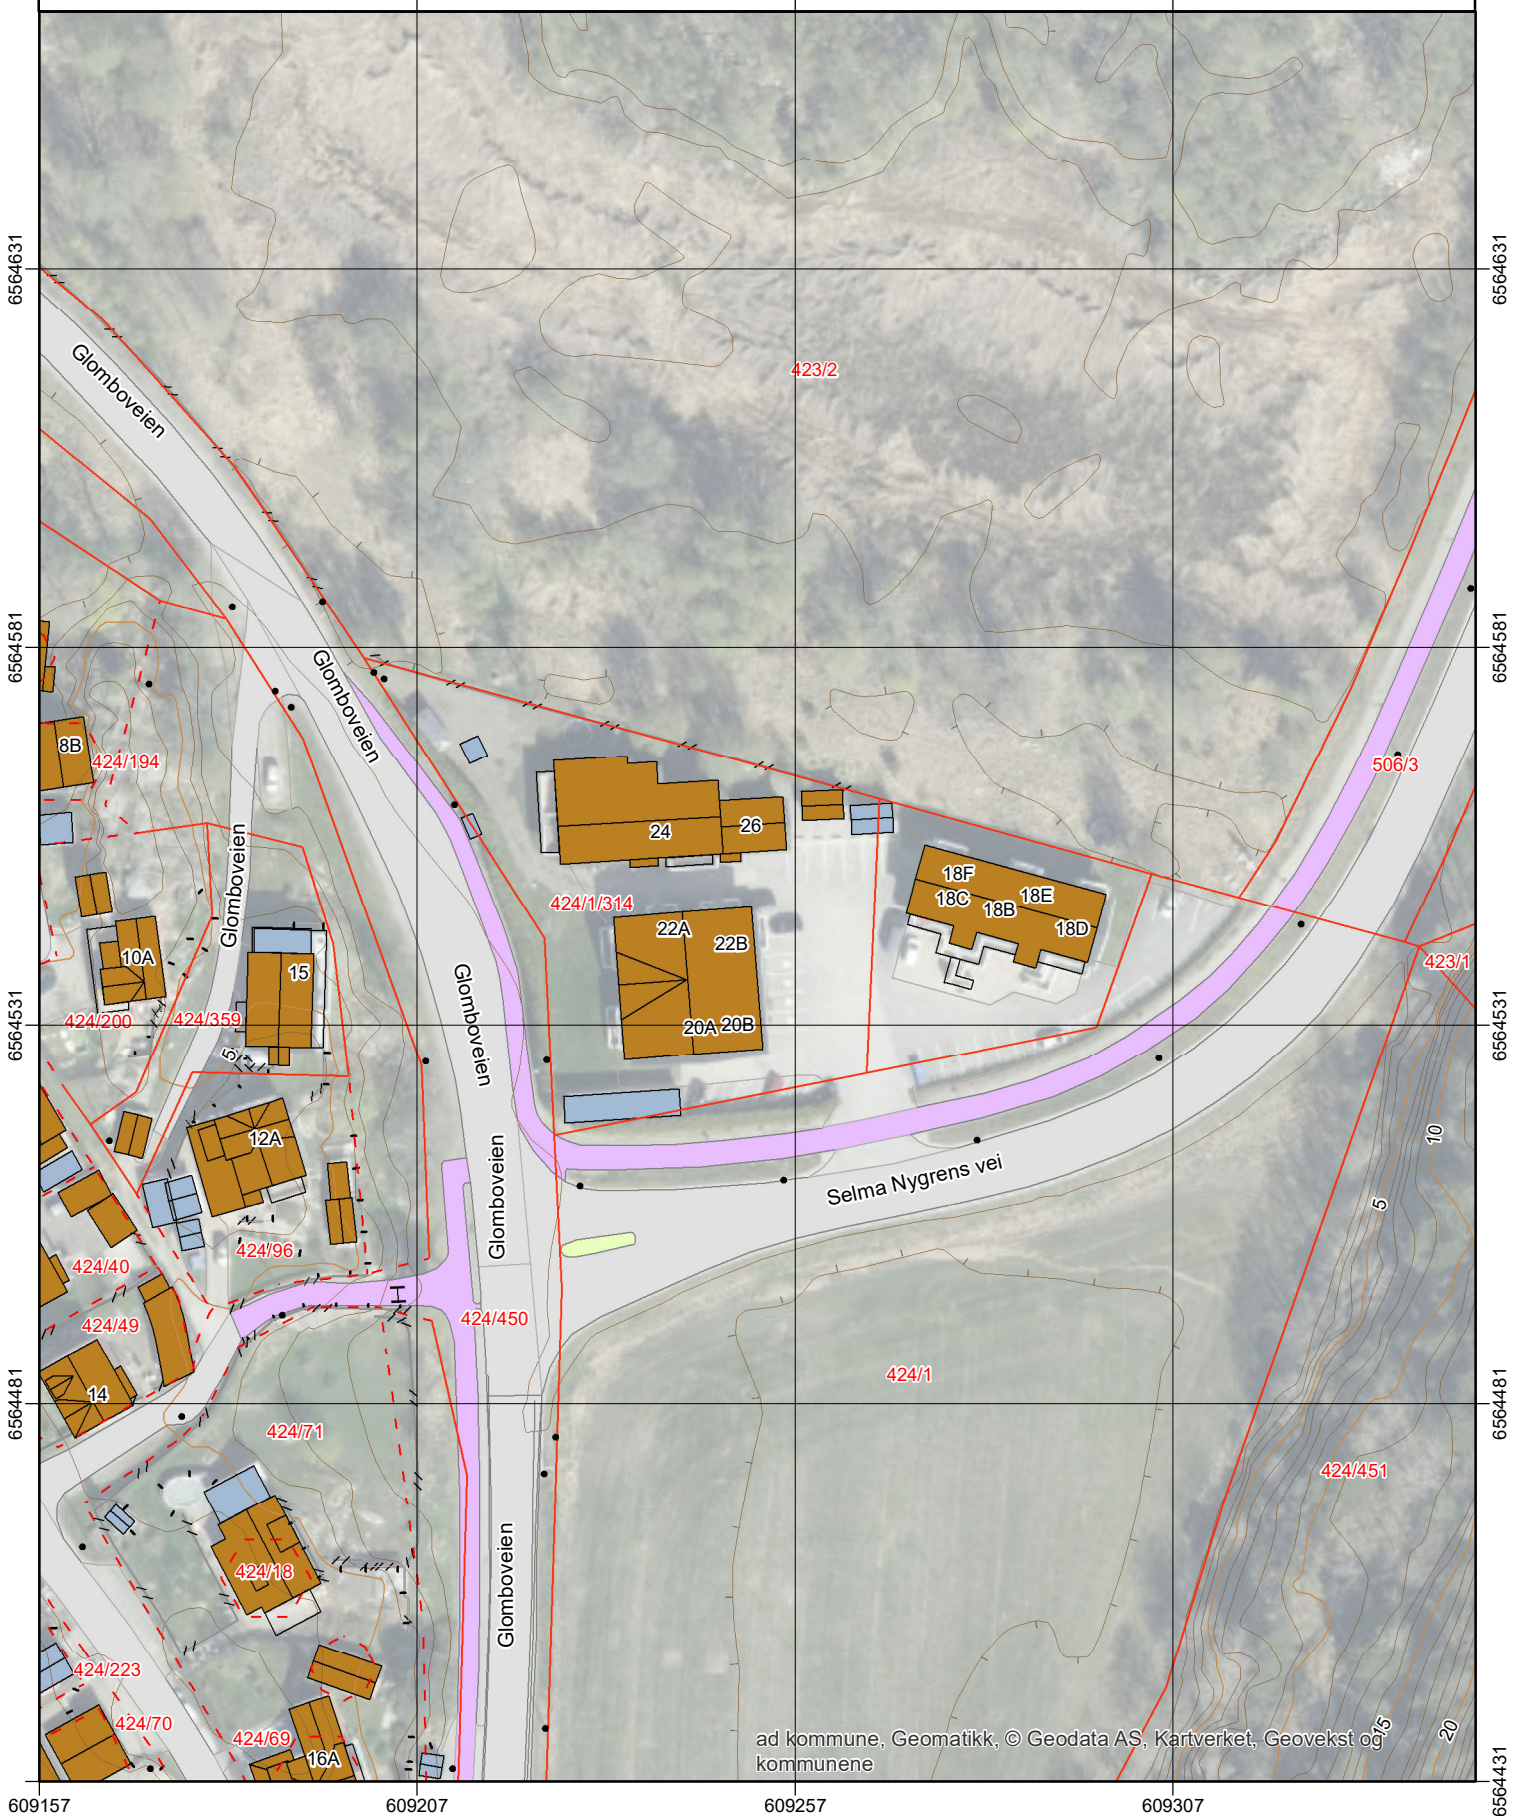 6564631
6564631
423/2
Glomboveien
6564581
6564581
Glomboveien
8B
424/194
506/3
24
26
Glomboveien
424/1/314
18F
18C
18B
18E
18D
22A
22B
10A
15
423/1
424/200
424/359
5
20A
20B
6564531
6564531
Glomboveien
12A
10
Glomboveien
Selma Nygrens vei
5
424/96
424/40
424/49
424/450
424/1
14
6564481
6564481
424/71
424/451
424/18
Glomboveien
424/223
424/70
424/69
16A
15
20
ad kommune, Geomatikk, © Geodata AS, Kartverket, Geovekst og
kommunene
6564431
609157
609207
609257
609307